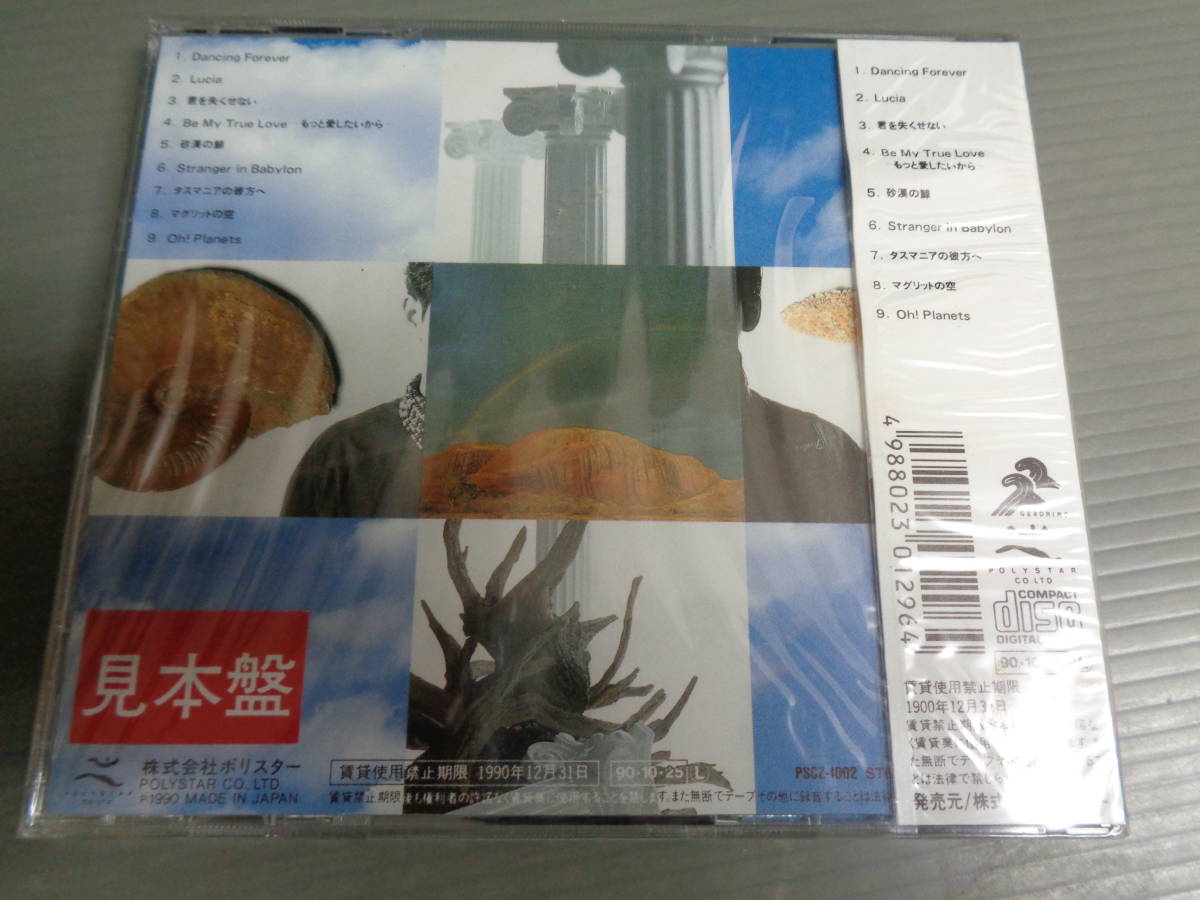 1. Dancing Forever
2. Lucia
3. 君を失くせない
4. Be My True Love もっと愛したいから
5. 砂漠の鯨
6. Stranger in Babylon
7. タスマニアの彼方へ
8. マグリットの空
9. Oh! Planets
見本盤
株式会社ポリスター
POLYSTAR CO.,LTD
℗1990 MADE IN JAPAN
賃貸使用禁止期限 1990年12月31日 90・10・25 L
PSCZ-4002
1. Dancing Forever
2. Lucia
3. 君を失くせない
4. Be My True Love
もっと愛したいから
5. 砂漠の鯨
6. Stranger in Babylon
7. タスマニアの彼方へ
8. マグリットの空
9. Oh! Planets
4 988023 012964
GERONIMO
POLYSTAR
CO.LTD
COMPACT
disc
DIGITAL
賃貸使用禁止期限
1900年12月31日
発売元/株式